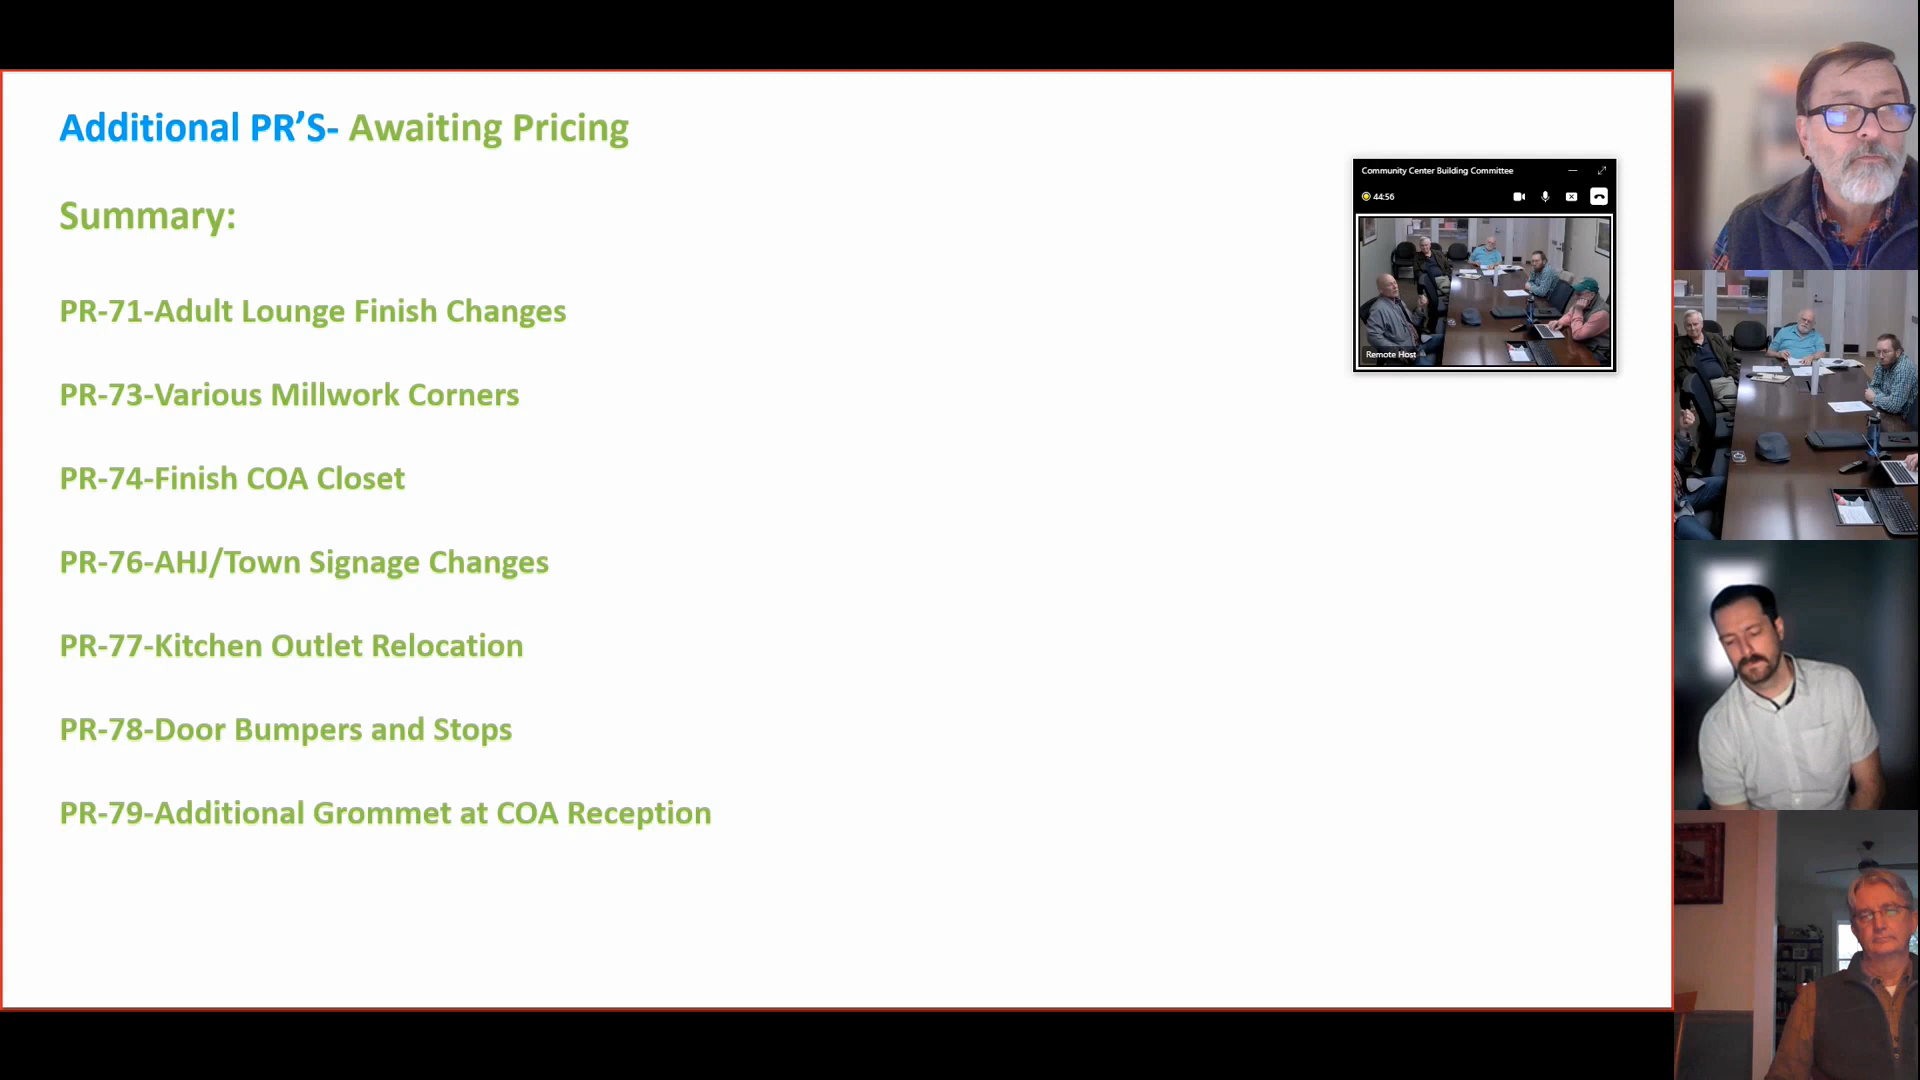 Additional PR’S- Awaiting Pricing
Summary:
PR-71-Adult Lounge Finish Changes
PR-73-Various Millwork Corners
PR-74-Finish COA Closet
PR-76-AHJ/Town Signage Changes
PR-77-Kitchen Outlet Relocation
PR-78-Door Bumpers and Stops
PR-79-Additional Grommet at COA Reception
Community Center Building Committee
44:56
Remote Host